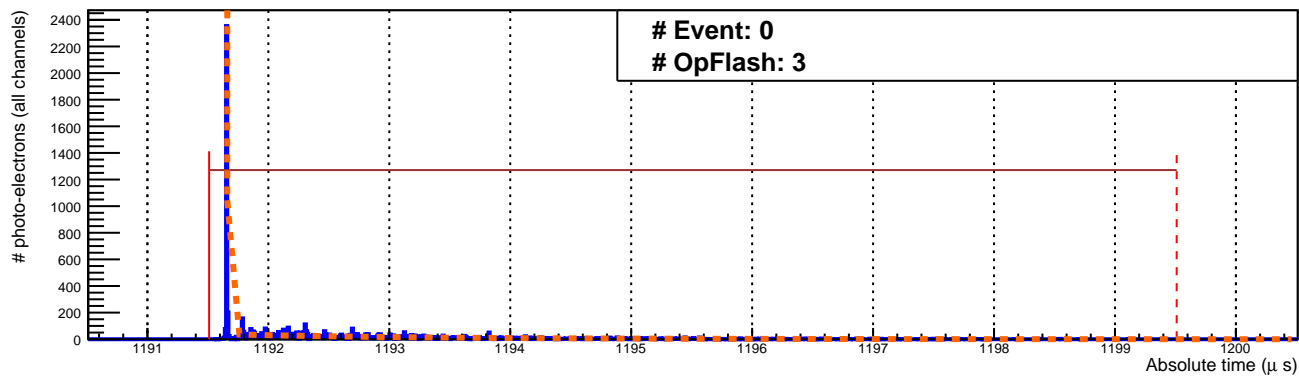 # Event: 0
# OpFlash: 3
# photo-electrons (all channels)
2400
2200
2000
1800
1600
1400
1200
1000
800
600
400
200
0
1191 1192 1193 1194 1195 1196 1197 1198 1199 1200
Absolute time (μ s)